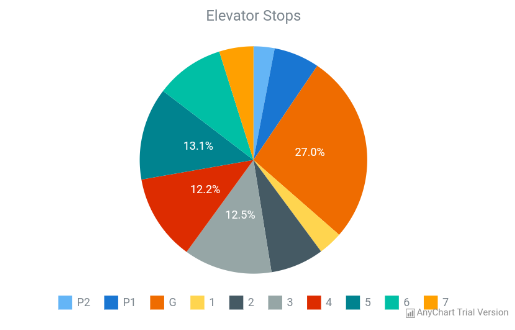 Elevator Stops
27.0%
13.1%
12.2%
12.5%
P2 P1 G 1 2 3 4 5 6 7
AnyChart Trial Version